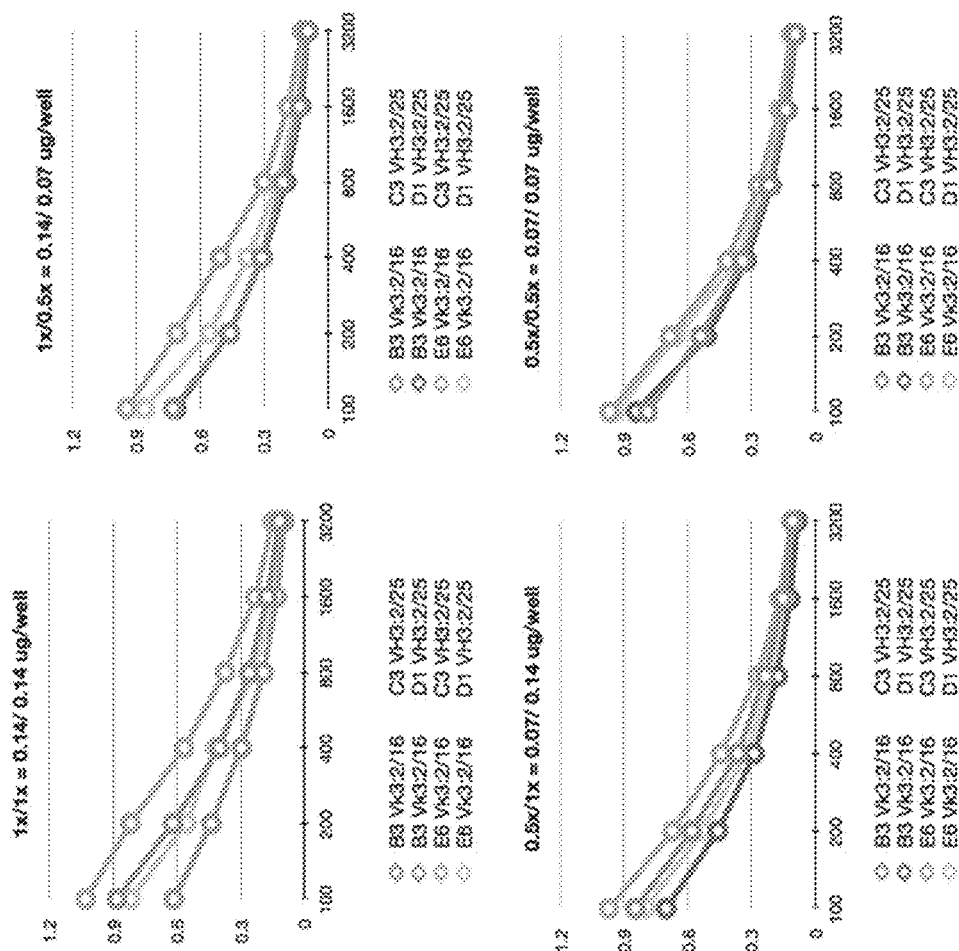 1x/1x = 0.14/ 0.14 ug/well
1.2
0.9
0.6
0.3
0
100
200
400
800
1600
3200
B3 Vk3:2/16 C3 VH3:2/25
B3 Vk3:2/16 D1 VH3:2/25
E6 Vk3:2/16 C3 VH3:2/25
E6 Vk3:2/16 D1 VH3:2/25
1x/0.5x = 0.14/ 0.07 ug/well
1.2
0.9
0.6
0.3
0
100
200
400
800
1600
3200
B3 Vk3:2/16 C3 VH3:2/25
B3 Vk3:2/16 D1 VH3:2/25
E6 Vk3:2/16 C3 VH3:2/25
E6 Vk3:2/16 D1 VH3:2/25
0.5x/1x = 0.07/ 0.14 ug/well
1.2
0.9
0.6
0.3
0
100
200
400
800
1600
3200
B3 Vk3:2/16 C3 VH3:2/25
B3 Vk3:2/16 D1 VH3:2/25
E6 Vk3:2/16 C3 VH3:2/25
E6 Vk3:2/16 D1 VH3:2/25
0.5x/0.5x = 0.07/ 0.07 ug/well
1.2
0.9
0.6
0.3
0
100
200
400
800
1600
3200
B3 Vk3:2/16 C3 VH3:2/25
B3 Vk3:2/16 D1 VH3:2/25
E6 Vk3:2/16 C3 VH3:2/25
E6 Vk3:2/16 D1 VH3:2/25